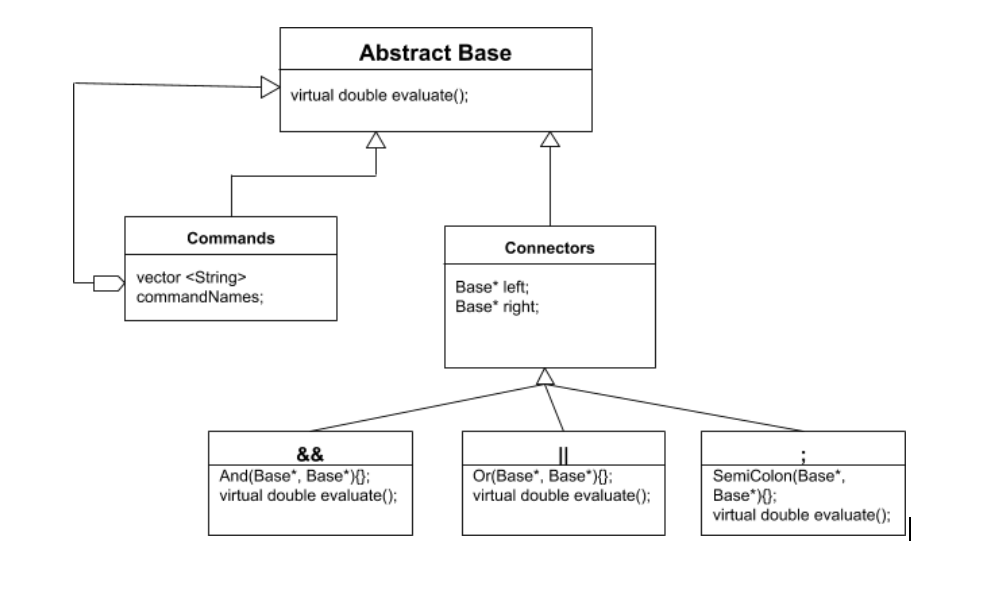 Abstract Base
virtual double evaluate();
Commands
vector <String>
commandNames;
Connectors
Base* left;
Base* right;
&&
And(Base*, Base*){};
virtual double evaluate();
||
Or(Base*, Base*){};
virtual double evaluate();
;
SemiColon(Base*,
Base*){};
virtual double evaluate();